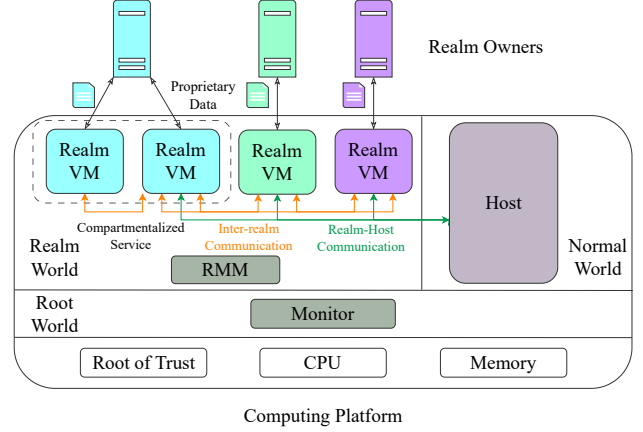 Realm Owners
Proprietary
Data
Realm
VM
Realm
VM
Realm
VM
Realm
VM
Host
Compartmentalized
Service
Inter-realm
Communication
Realm-Host
Communication
Realm
World
RMM
Normal
World
Root
World
Monitor
Root of Trust
CPU
Memory
Computing Platform